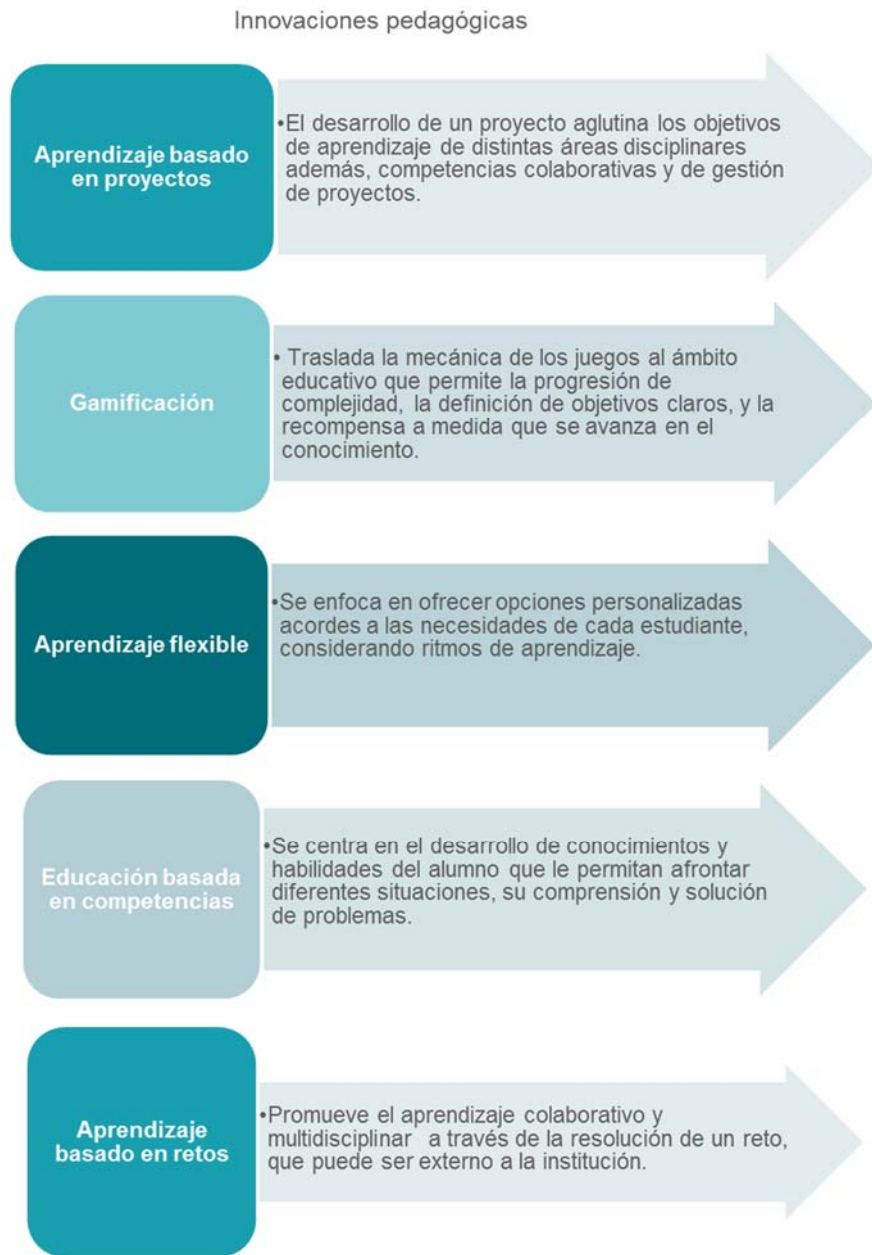 Innovaciones pedagógicas
Aprendizaje basado
en proyectos
•El desarrollo de un proyecto aglutina los objetivos
de aprendizaje de distintas áreas disciplinares
además, competencias colaborativas y de gestión
de proyectos.
Gamificación
• Traslada la mecánica de los juegos al ámbito
educativo que permite la progresión de
complejidad, la definición de objetivos claros, y la
recompensa a medida que se avanza en el
conocimiento.
Aprendizaje flexible
•Se enfoca en ofrecer opciones personalizadas
acordes a las necesidades de cada estudiante,
considerando ritmos de aprendizaje.
Educación basada
en competencias
•Se centra en el desarrollo de conocimientos y
habilidades del alumno que le permitan afrontar
diferentes situaciones, su comprensión y solución
de problemas.
Aprendizaje
basado en retos
•Promueve el aprendizaje colaborativo y
multidisciplinar a través de la resolución de un reto,
que puede ser externo a la institución.